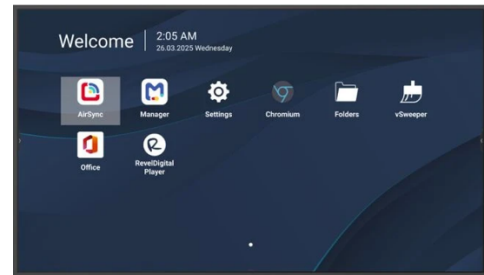 Welcome
2:05 AM
26.03.2025 Wednesday
AirSync
Manager
Settings
Chromium
Folders
vSweeper
Office
RevelDigital
Player